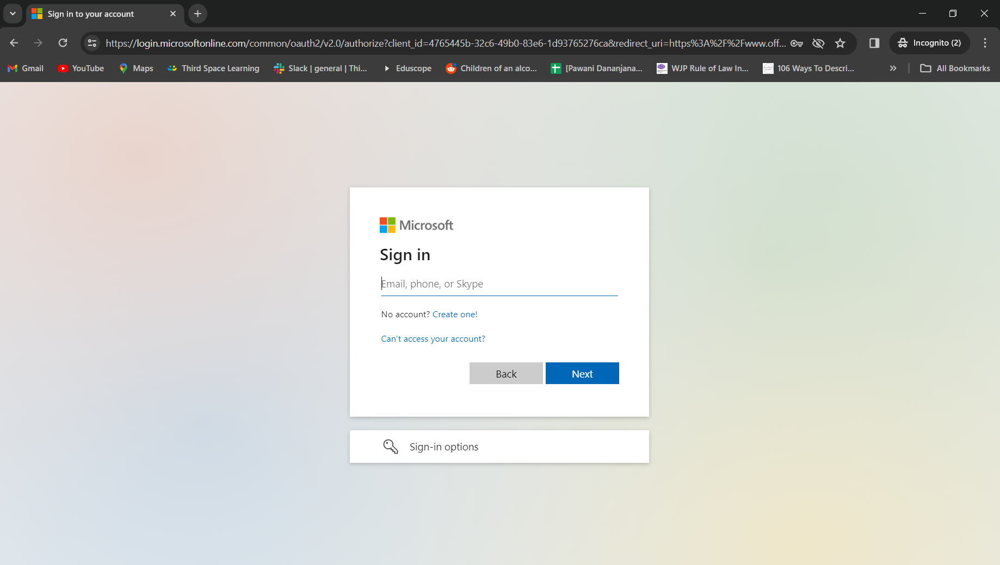 Sign in to your account
https://login.microsoftonline.com/common/oauth2/v2.0/authorize?client_id=4765445b-32c6-49b0-83e6-1d93765276ca&redirect_uri=https%3A%2F%2Fwww.off...
Incognito (2)
Gmail
YouTube
Maps
Third Space Learning
Slack | general | Thi...
Eduscope
Children of an alco...
[Pawani Dananjana...
WJP Rule of Law In...
106 Ways To Descri...
All Bookmarks
Microsoft
Sign in
Email, phone, or Skype
No account? Create one!
Can't access your account?
Back
Next
Sign-in options